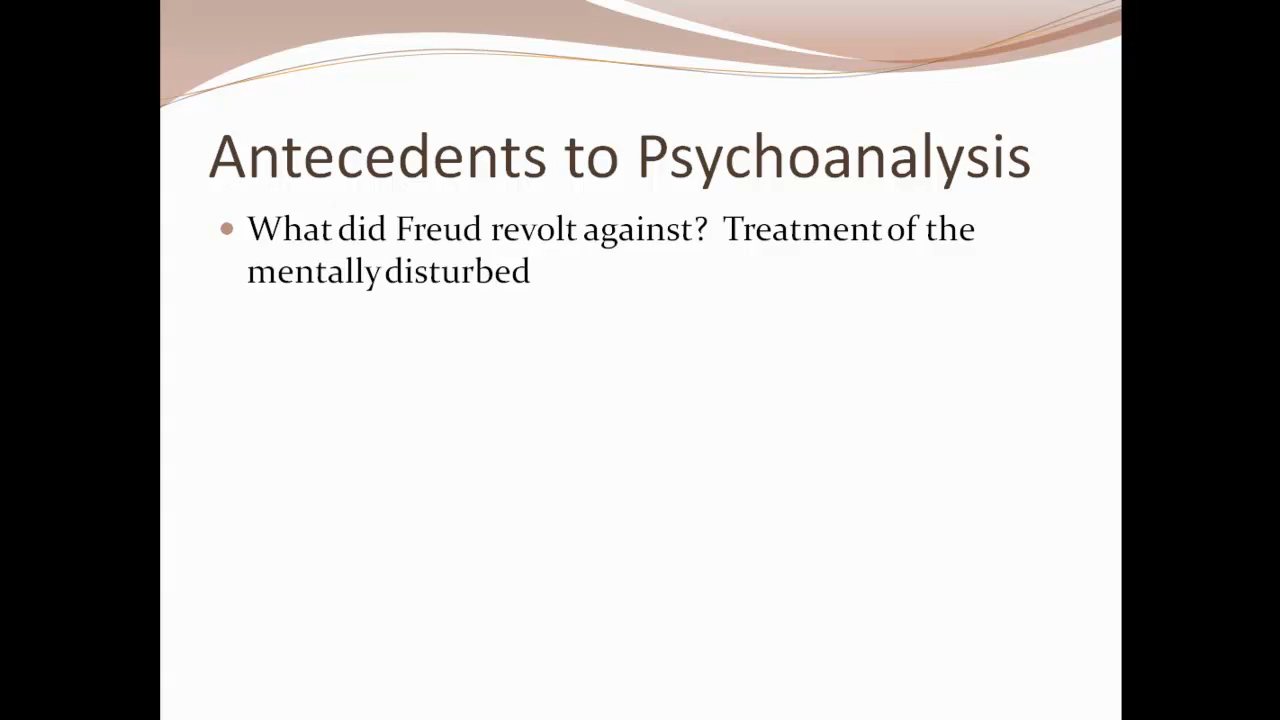 Antecedents to Psychoanalysis
What did Freud revolt against? Treatment of the
mentally disturbed